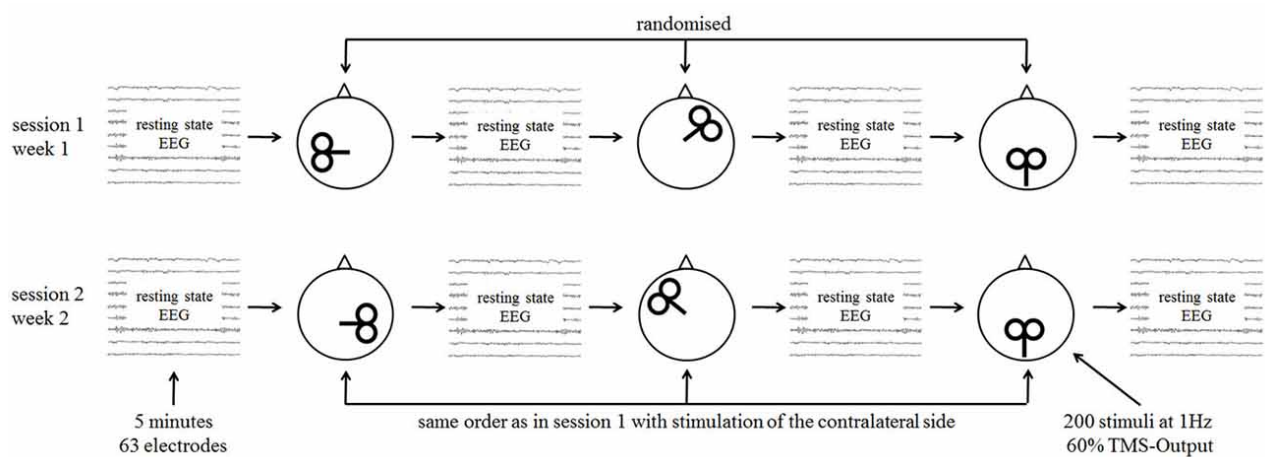 randomised
session 1
week 1
resting state
EEG
resting state
EEG
resting state
EEG
resting state
EEG
session 2
week 2
resting state
EEG
resting state
EEG
resting state
EEG
resting state
EEG
5 minutes
63 electrodes
same order as in session 1 with stimulation of the contralateral side
200 stimuli at 1Hz
60% TMS-Output